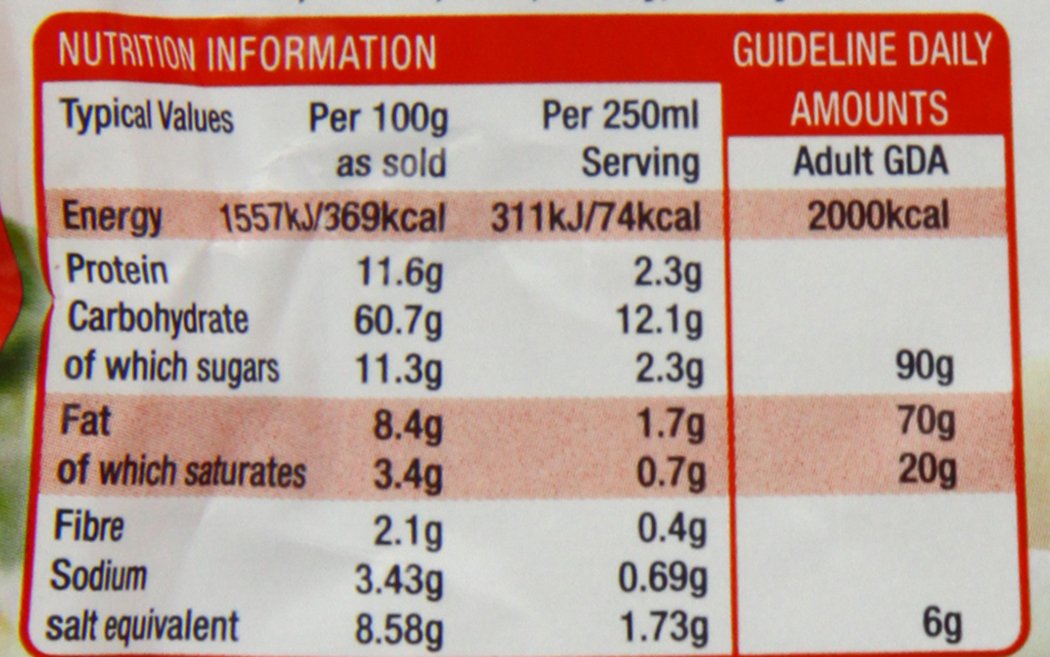 NUTRITION INFORMATION GUIDELINE DAILY
AMOUNTS
Typical Values Per 100g Per 250ml
as sold Serving Adult GDA
Energy 1557kJ/369kcal 311kJ/74kcal 2000kcal
Protein 11.6g 2.3g
Carbohydrate 60.7g 12.1g
of which sugars 11.3g 2.3g 90g
Fat 8.4g 1.7g 70g
of which saturates 3.4g 0.7g 20g
Fibre 2.1g 0.4g
Sodium 3.43g 0.69g
salt equivalent 8.58g 1.73g 6g